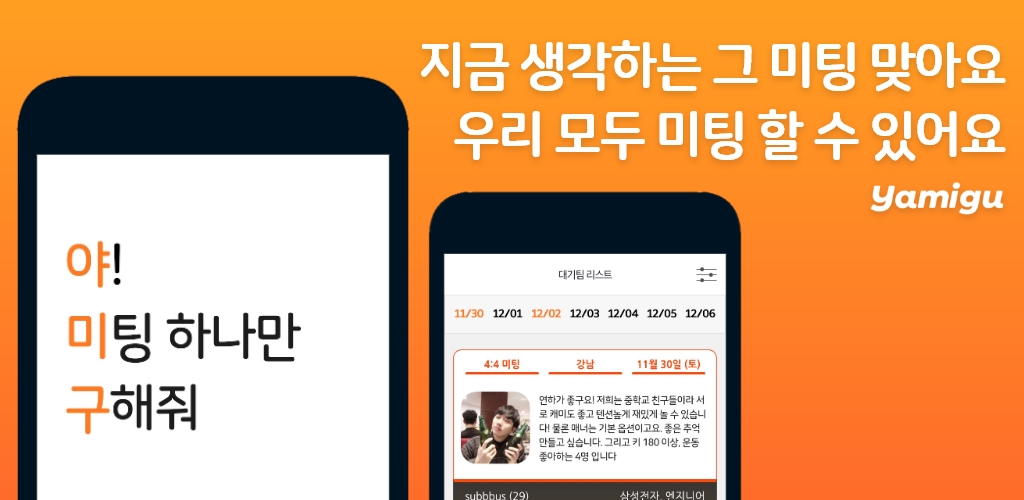 지금 생각하는 그 미팅 맞아요
우리 모두 미팅 할 수 있어요
Yamigu
야!
미팅 하나만
구해줘
대기팀 리스트
11/30 12/01 12/02 12/03 12/04 12/05 12/06
4:4 미팅 강남 11월 30일 (토)
연하가 좋구요! 저희는 중학교 친구들이라 서
로 캐미도 좋고 텐션높게 재밌게 놀 수 있습니
다! 물론 매너는 기본 옵션이고요. 좋은 추억
만들고 싶습니다. 그리고 키 180 이상, 운동
좋아하는 4명 입니다
subbbus (29) 삼성전자, 엔지니어